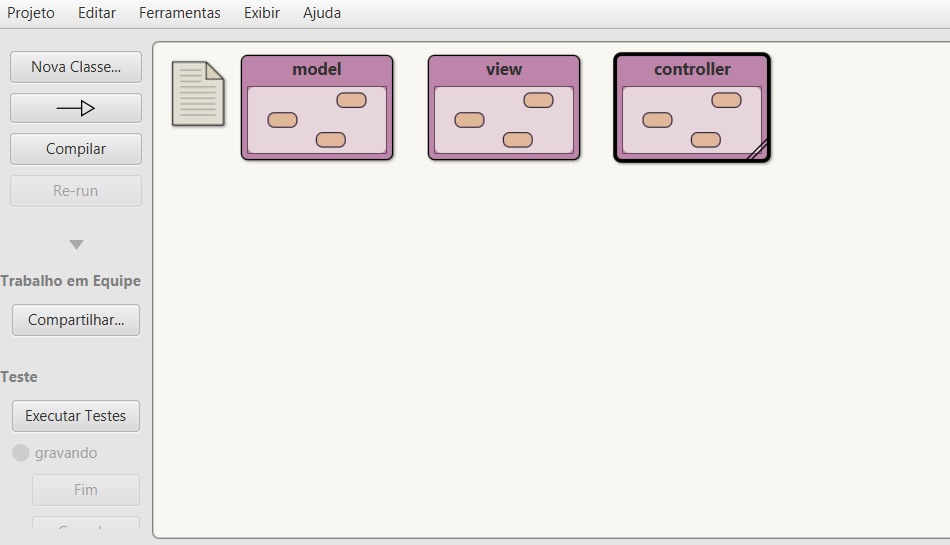 Projeto Editar Ferramentas Exibir Ajuda
Nova Classe...
Compilar
Re-run
Trabalho em Equipe
Compartilhar...
Teste
Executar Testes
gravando
Fim
model
view
controller